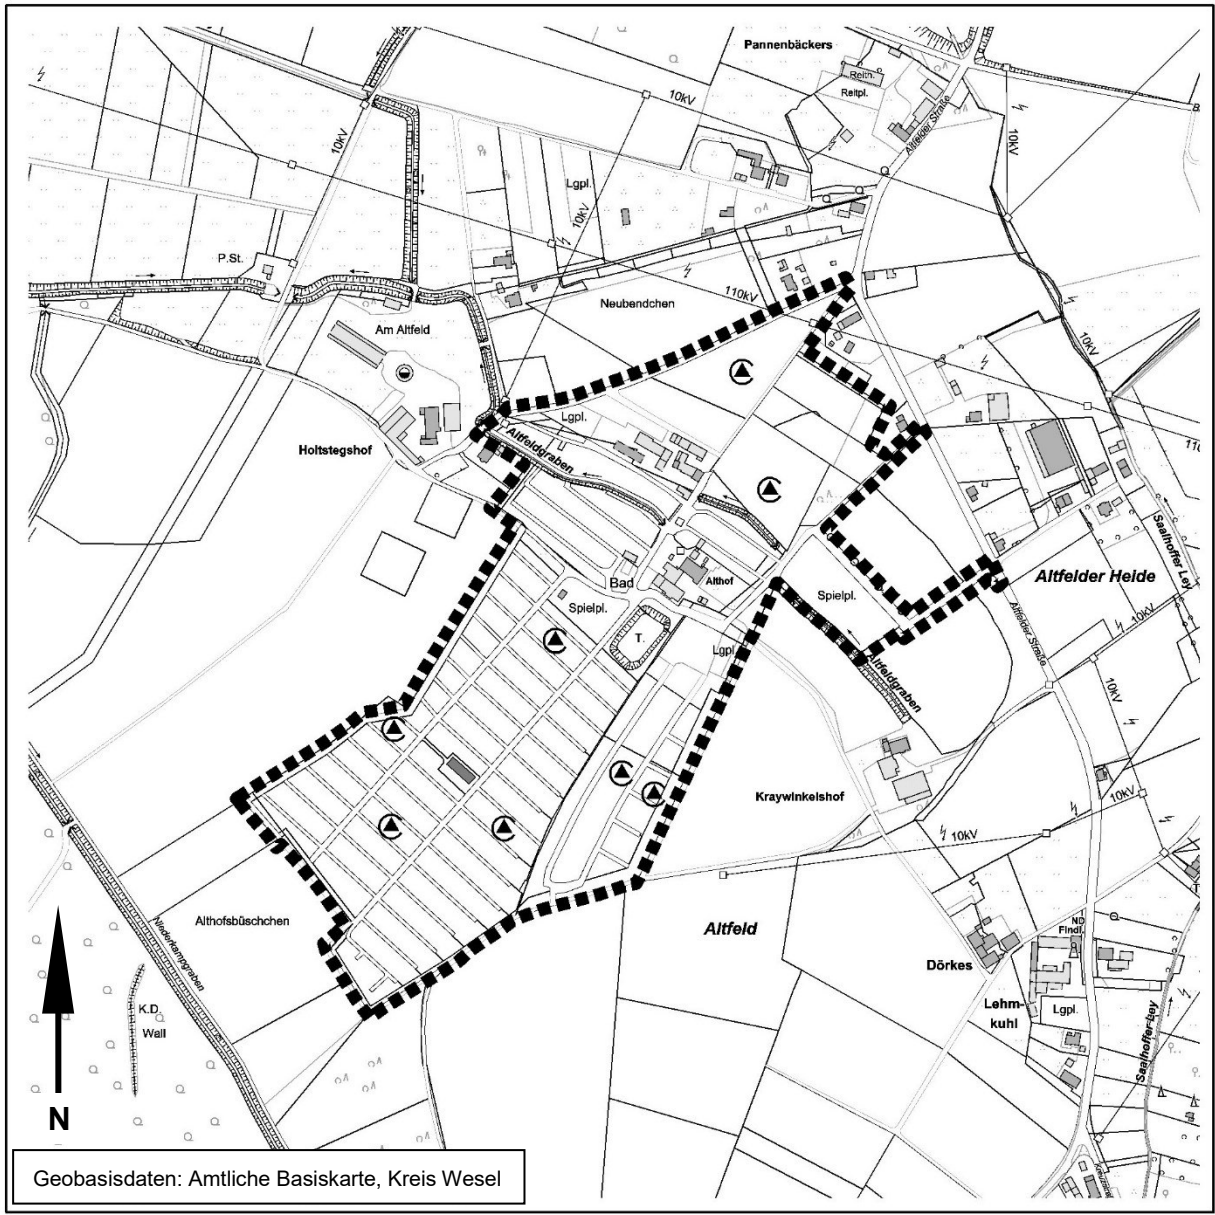 Pannenbäckers
Reith.
Reitpl.
Altfelder Straße
10kV
10kV
10kV
Lgpl.
10kV
P.St.
110kV
Neubendchen
Am Altfeld
10kV
Lgpl.
Altfeldgraben
Holtstegshof
110
Saalhoffer Ley
Bad
Althof
Altfelder Heide
Spielpl.
Spielpl.
T.
Altfelder Straße
10kV
Lgpl.
Altfeldgraben
10kV
Kraywinkelshof
10kV
10kV
Althofsbüschchen
Niederkampgraben
Altfeld
ND
Findl.
Dörkes
Lehm-
kuhl
Lgpl.
K.D.
Wall
Saalhoffer Ley
N
Geobasisdaten: Amtliche Basiskarte, Kreis Wesel